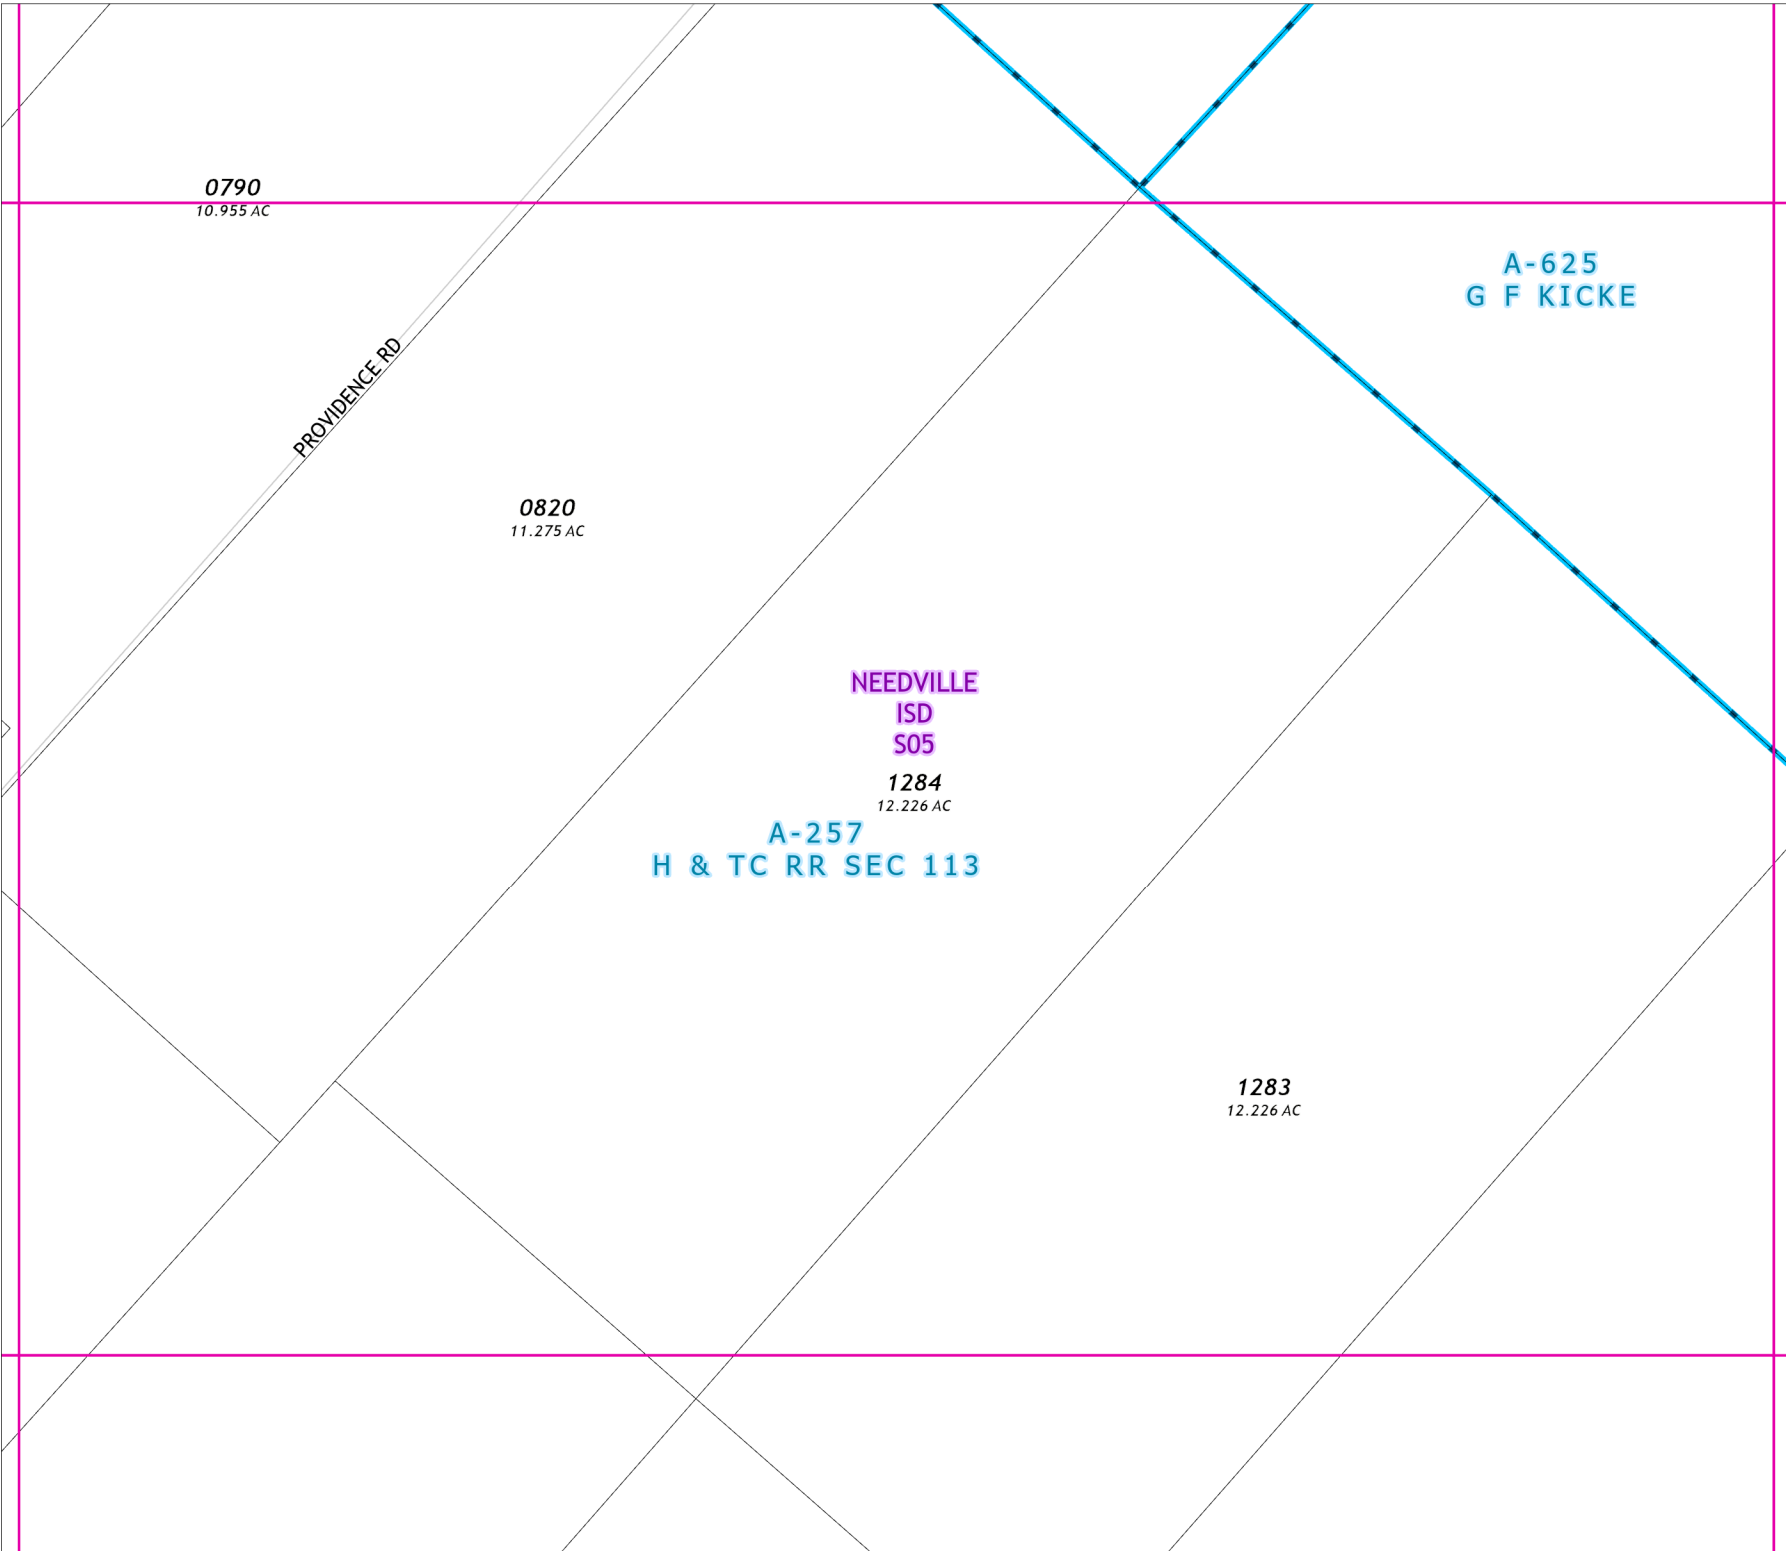 0790
10.955 AC
A-625
G F KICKE
PROVIDENCE RD
0820
11.275 AC
NEEDVILLE
ISD
S05
1284
12.226 AC
A-257
H & TC RR SEC 113
1283
12.226 AC